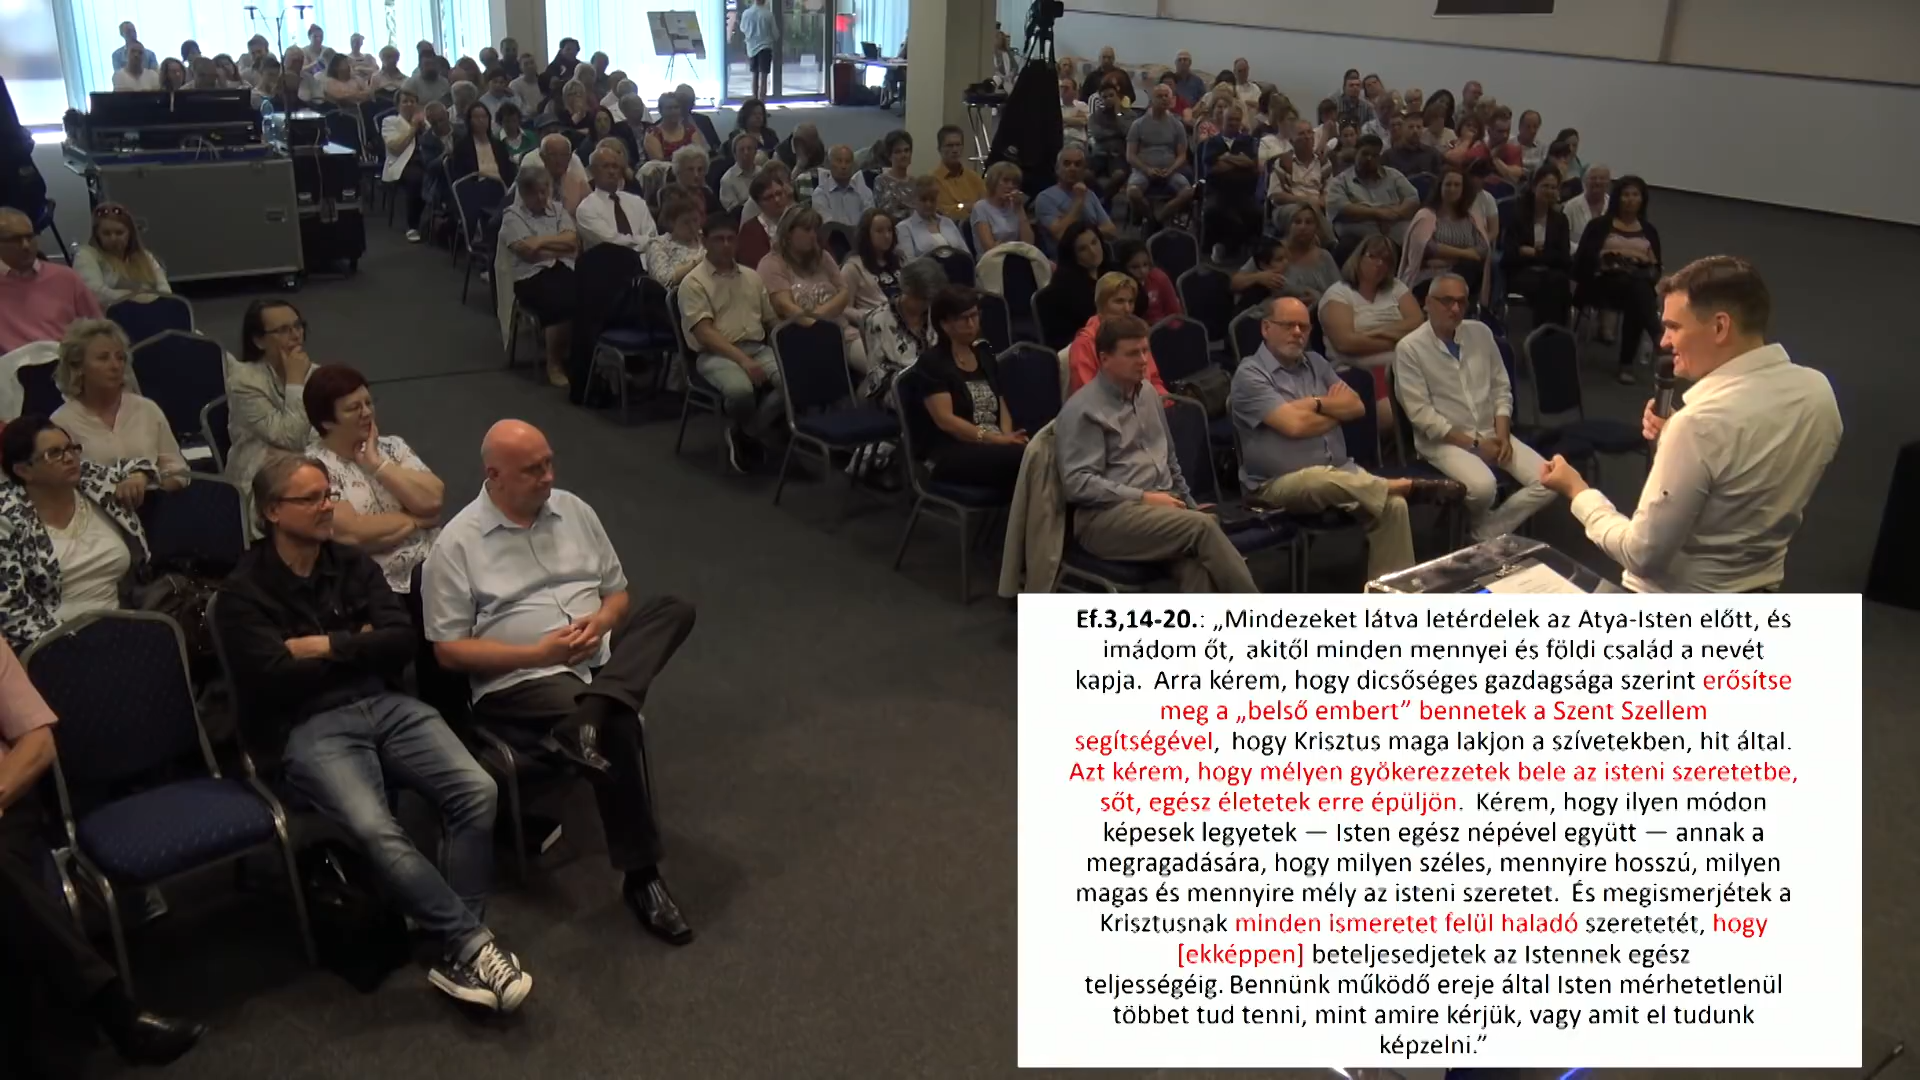 Ef.3,14-20.: „Mindezeket látva letérdelek az Atya-Isten előtt, és
imádom őt, akitől minden mennyei és földi család a nevét
kapja. Arra kérem, hogy dicsőséges gazdagsága szerint erősítse
meg a „belső embert” bennetek a Szent Szellem
segítségével, hogy Krisztus maga lakjon a szívetekben, hit által.
Azt kérem, hogy mélyen gyökerezzetek bele az isteni szeretetbe,
sőt, egész életetek erre épüljön. Kérem, hogy ilyen módon
képesek legyetek — Isten egész népével együtt — annak a
megragadására, hogy milyen széles, mennyire hosszú, milyen
magas és mennyire mély az isteni szeretet. És megismerjétek a
Krisztusnak minden ismeretet felül haladó szeretetét, hogy
[ekképpen] beteljesedjetek az Istennek egész
teljességéig. Bennünk működő ereje által Isten mérhetetlenül
többet tud tenni, mint amire kérjük, vagy amit el tudunk
képzelni.”